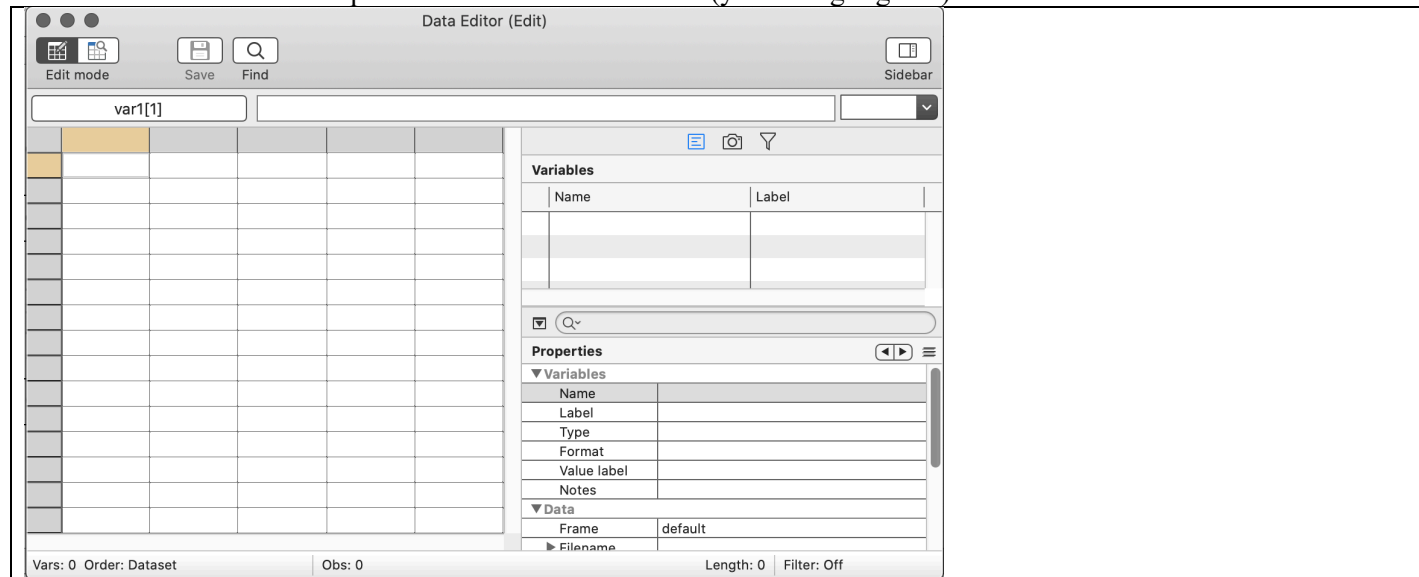 Data Editor (Edit)
Edit mode
Save
Find
Sidebar
var1[1]
Variables
Name
Label
Properties
Variables
Name
Label
Type
Format
Value label
Notes
Data
Frame
default
Filename
Vars: 0 Order: Dataset
Obs: 0
Length: 0
Filter: Off